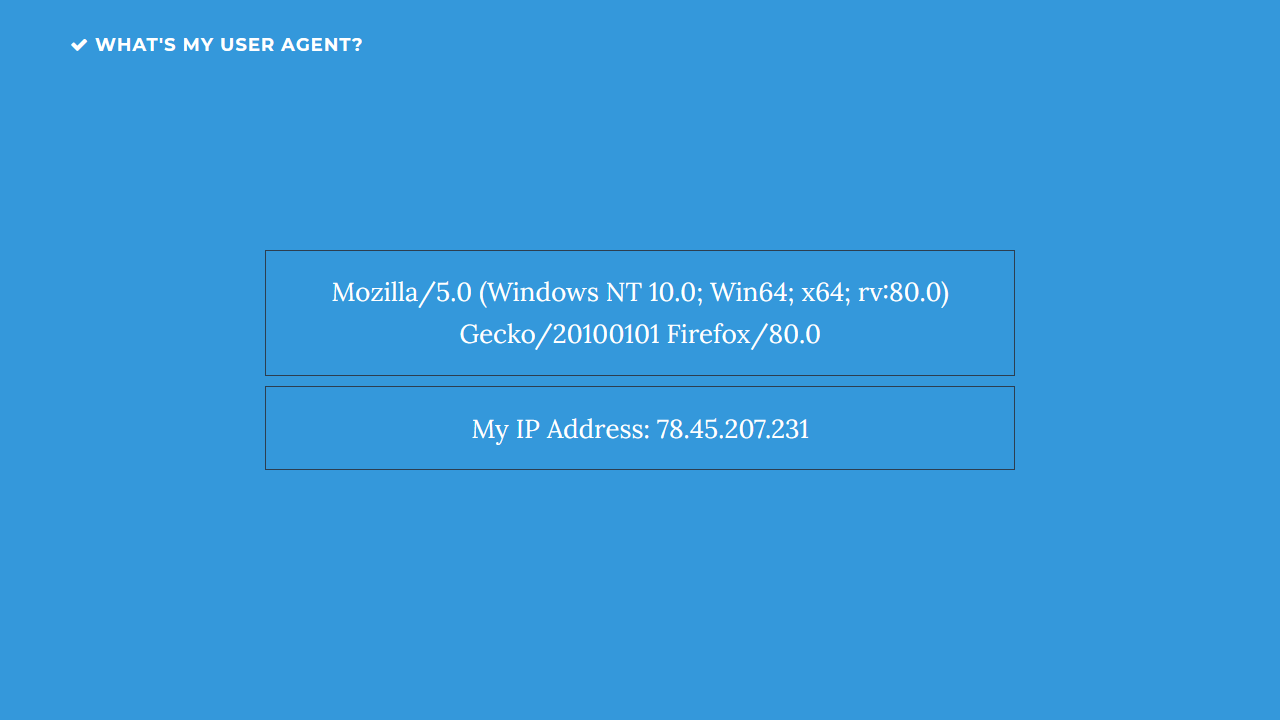 WHAT'S MY USER AGENT?
Mozilla/5.0 (Windows NT 10.0; Win64; x64; rv:80.0)
Gecko/20100101 Firefox/80.0
My IP Address: 78.45.207.231